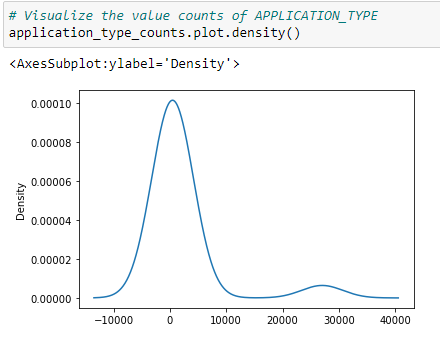 # Visualize the value counts of APPLICATION_TYPE
application_type_counts.plot.density()
<AxesSubplot:ylabel='Density'>
0.00010
0.00008
0.00006
0.00004
0.00002
0.00000
Density
−10000 0 10000 20000 30000 40000